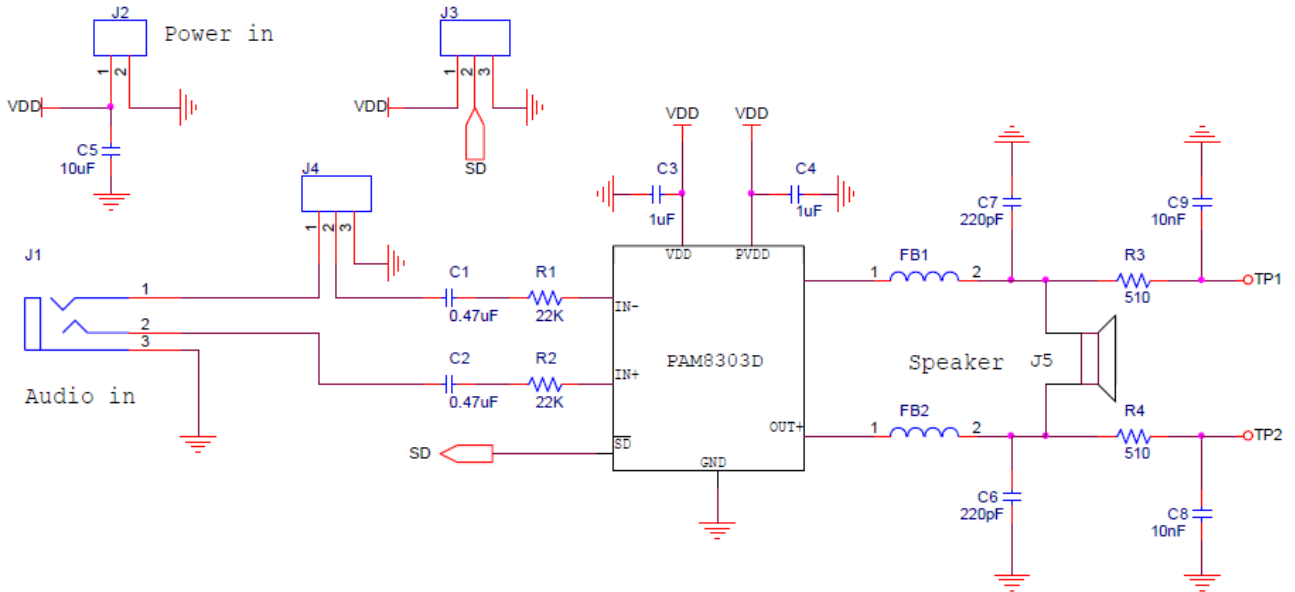 J2
Power in
1 2
VDD
C5
10uF
J3
1 2 3
VDD
SD
J4
1 2 3
J1
1
2
3
Audio in
C1
0.47uF
R1
22K
C2
0.47uF
R2
22K
SD
VDD
VDD
C3
1uF
C4
1uF
VDD
PVDD
IN-
IN+
PAM8303D
SD
OUT+
GND
FB1
1 2
FB2
1 2
C7
220pF
C9
10nF
R3
510
TP1
Speaker
J5
R4
510
TP2
C6
220pF
C8
10nF